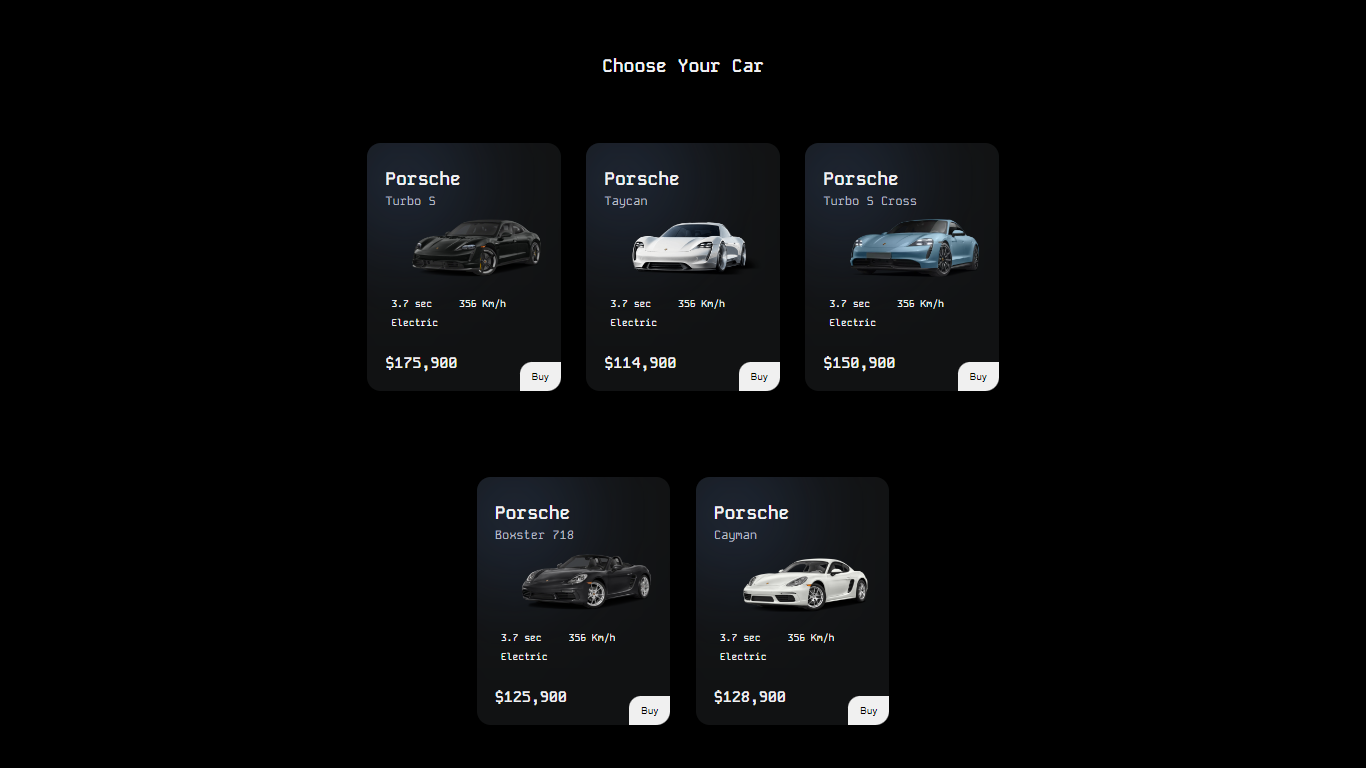 Choose Your Car
Porsche
Turbo S
3.7 sec 356 Km/h
Electric
$175,900
Buy
Porsche
Taycan
3.7 sec 356 Km/h
Electric
$114,900
Buy
Porsche
Turbo S Cross
3.7 sec 356 Km/h
Electric
$150,900
Buy
Porsche
Boxster 718
3.7 sec 356 Km/h
Electric
$125,900
Buy
Porsche
Cayman
3.7 sec 356 Km/h
Electric
$128,900
Buy